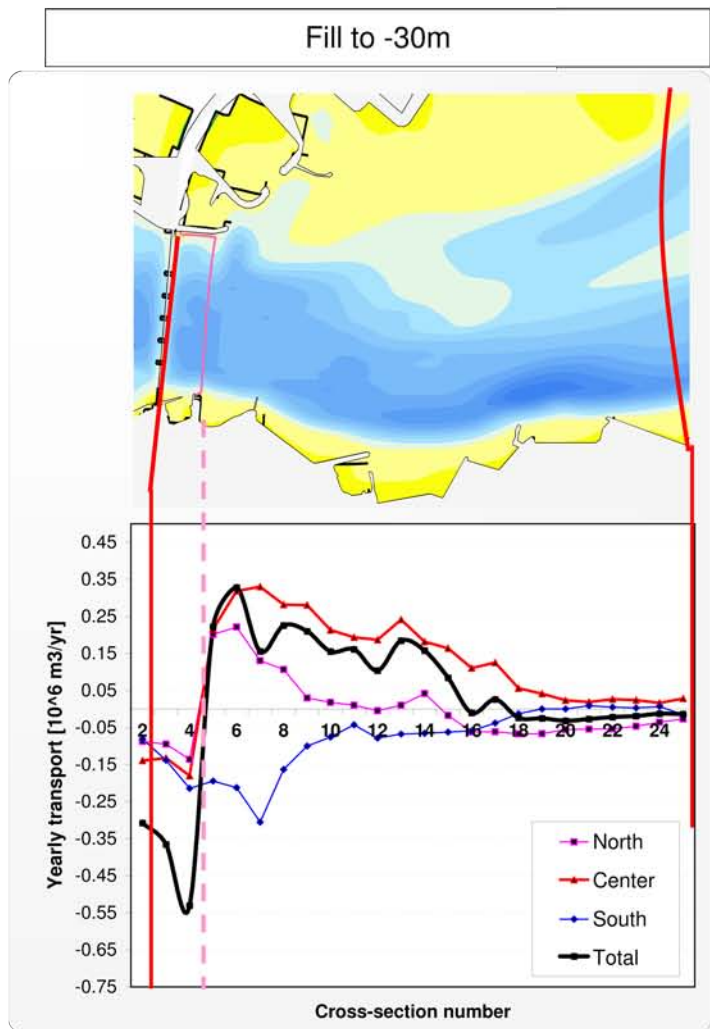 Fill to -30m
Yearly transport [10^6 m3/yr]
0.45
0.35
0.25
0.15
0.05
-0.05
-0.15
-0.25
-0.35
-0.45
-0.55
-0.65
-0.75
2 4 6 8 10 12 14 16 18 20 22 24
North
Center
South
Total
Cross-section number